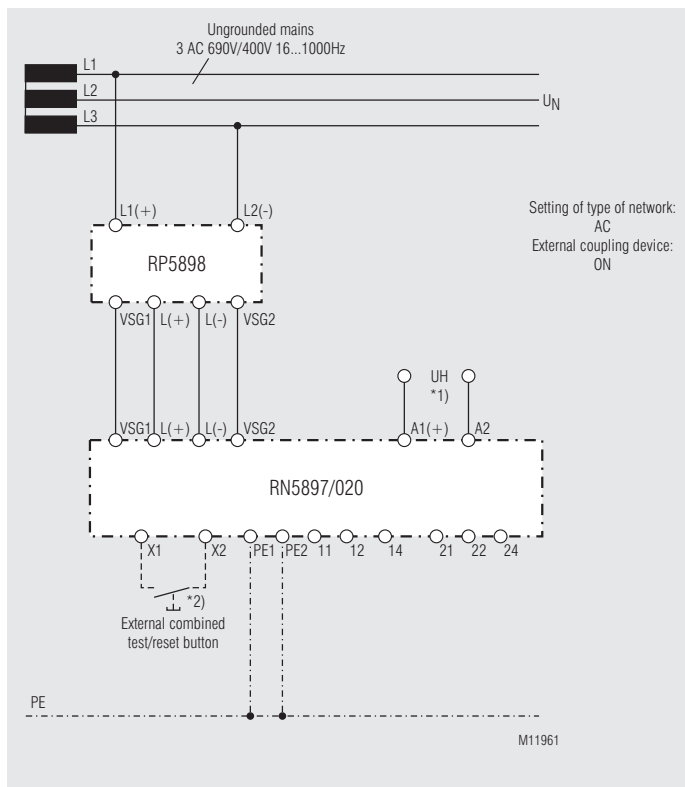 Ungrounded mains
3 AC 690V/400V 16...1000Hz
L1
L2
UN
L3
L1(+) L2(-)
Setting of type of network:
AC
External coupling device:
ON
RP5898
VSG1 L(+) L(-) VSG2
UH
*1)
VSG1 L(+) L(-) VSG2 A1(+) A2
RN5897/020
X1 X2 PE1 PE2 11 12 14 21 22 24
*2)
External combined
test/reset button
PE
M11961